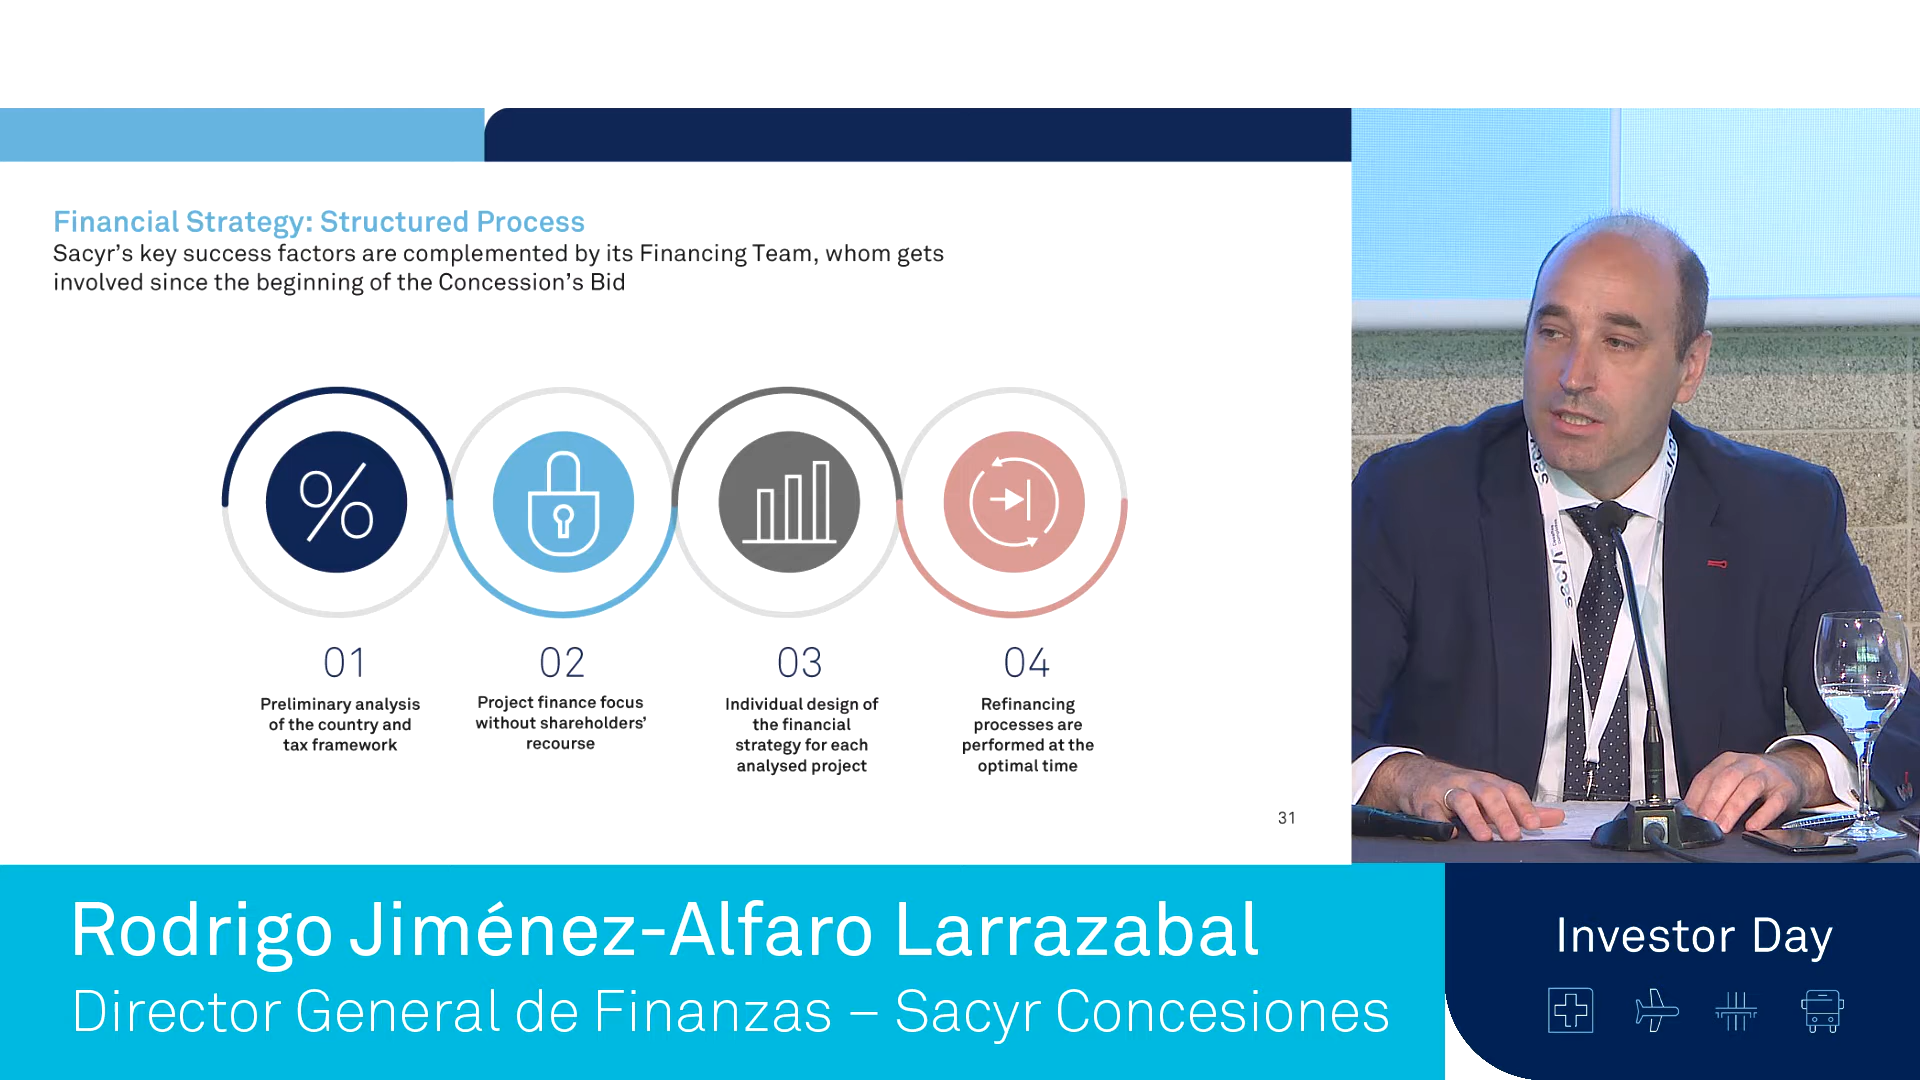 Financial Strategy: Structured Process
Sacyr’s key success factors are complemented by its Financing Team, whom gets
involved since the beginning of the Concession’s Bid
01
Preliminary analysis
of the country and
tax framework
02
Project finance focus
without shareholders’
recourse
03
Individual design of
the financial
strategy for each
analysed project
04
Refinancing
processes are
performed at the
optimal time
31
sacyr
Rodrigo Jiménez-Alfaro Larrazabal
Director General de Finanzas – Sacyr Concesiones
Investor Day